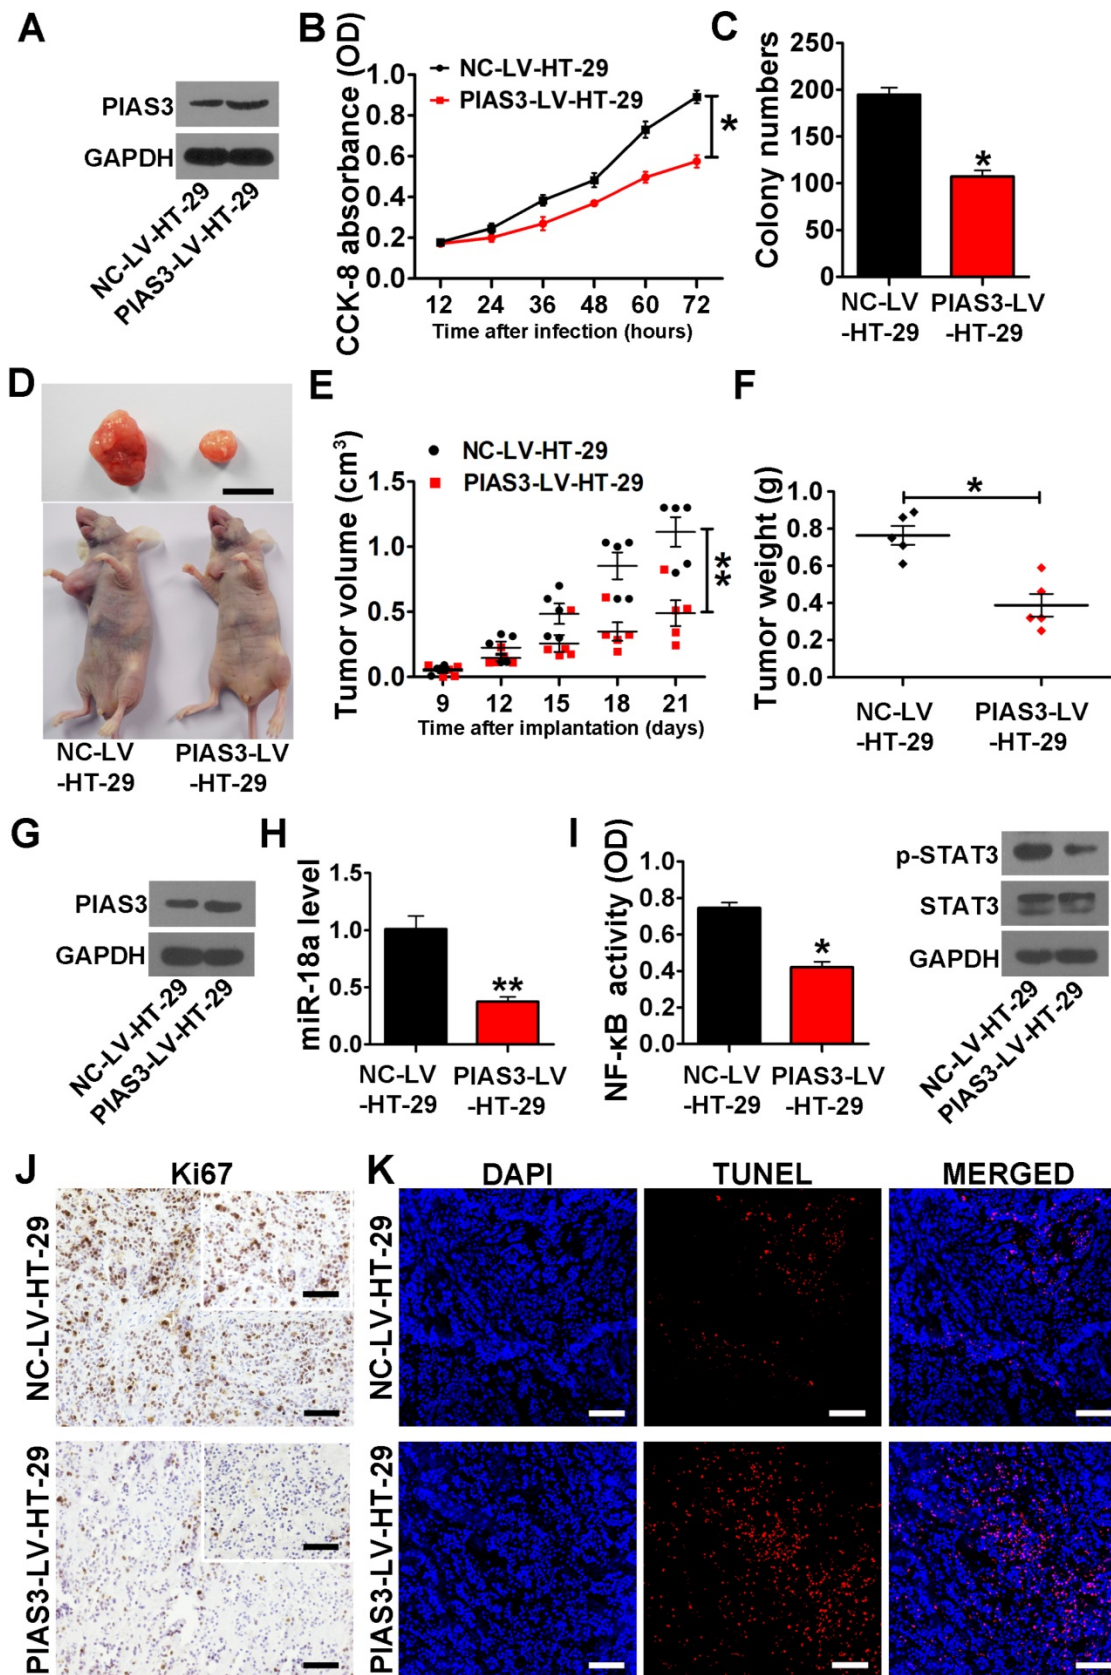 A
PIAS3
GAPDH
NC-LV-HT-29
PIAS3-LV-HT-29
B
CCK-8 absorbance (OD)
1.0
0.8
0.6
0.4
0.2
0.0
NC-LV-HT-29
PIAS3-LV-HT-29
*
12 24 36 48 60 72
Time after infection (hours)
C
Colony numbers
250
200
150
100
50
0
*
NC-LV
-HT-29
PIAS3-LV
-HT-29
D
NC-LV
-HT-29
PIAS3-LV
-HT-29
E
Tumor volume (cm³)
1.5
1.0
0.5
0.0
NC-LV-HT-29
PIAS3-LV-HT-29
**
9 12 15 18 21
Time after implantation (days)
F
Tumor weight (g)
1.0
0.8
0.6
0.4
0.2
0.0
*
NC-LV
-HT-29
PIAS3-LV
-HT-29
G
PIAS3
GAPDH
NC-LV-HT-29
PIAS3-LV-HT-29
H
miR-18a level
1.5
1.0
0.5
0.0
**
NC-LV
-HT-29
PIAS3-LV
-HT-29
I
NF-κB activity (OD)
1.0
0.8
0.6
0.4
0.2
0.0
*
NC-LV
-HT-29
PIAS3-LV
-HT-29
p-STAT3
STAT3
GAPDH
NC-LV-HT-29
PIAS3-LV-HT-29
J
Ki67
NC-LV-HT-29
PIAS3-LV-HT-29
K
DAPI
TUNEL
MERGED
NC-LV-HT-29
PIAS3-LV-HT-29